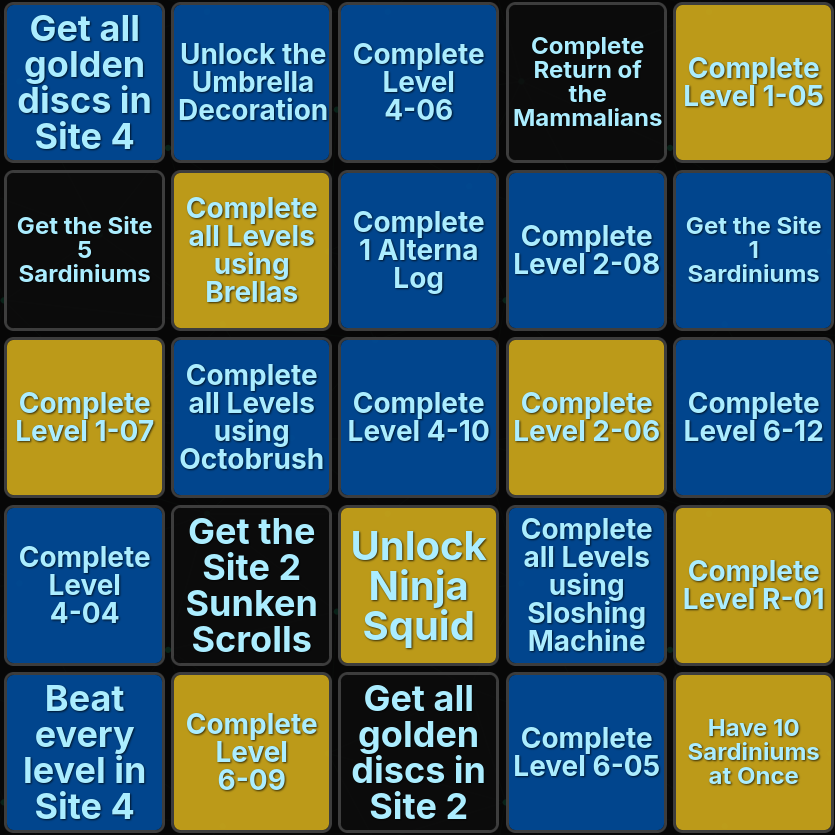 Get all
golden
discs in
Site 4
Unlock the
Umbrella
Decoration
Complete
Level
4-06
Complete
Return of
the
Mammalians
Complete
Level 1-05
Get the Site
5
Sardiniums
Complete
all Levels
using
Brellas
Complete
1 Alterna
Log
Complete
Level 2-08
Get the Site
1
Sardiniums
Complete
Level 1-07
Complete
all Levels
using
Octobrush
Complete
Level 4-10
Complete
Level 2-06
Complete
Level 6-12
Complete
Level
4-04
Get the
Site 2
Sunken
Scrolls
Unlock
Ninja
Squid
Complete
all Levels
using
Sloshing
Machine
Complete
Level R-01
Beat
every
level in
Site 4
Complete
Level
6-09
Get all
golden
discs in
Site 2
Complete
Level 6-05
Have 10
Sardiniums
at Once